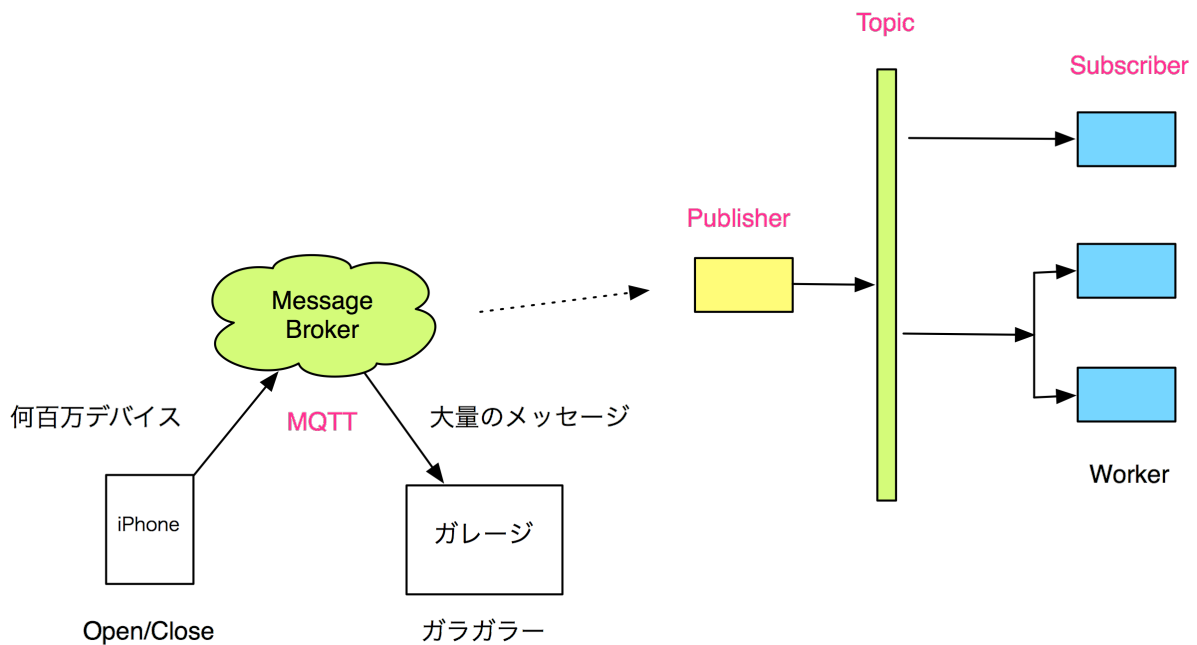 Topic
Subscriber
Publisher
Message
Broker
何百万デバイス
MQTT
大量のメッセージ
iPhone
ガレージ
Worker
Open/Close
ガラガラー